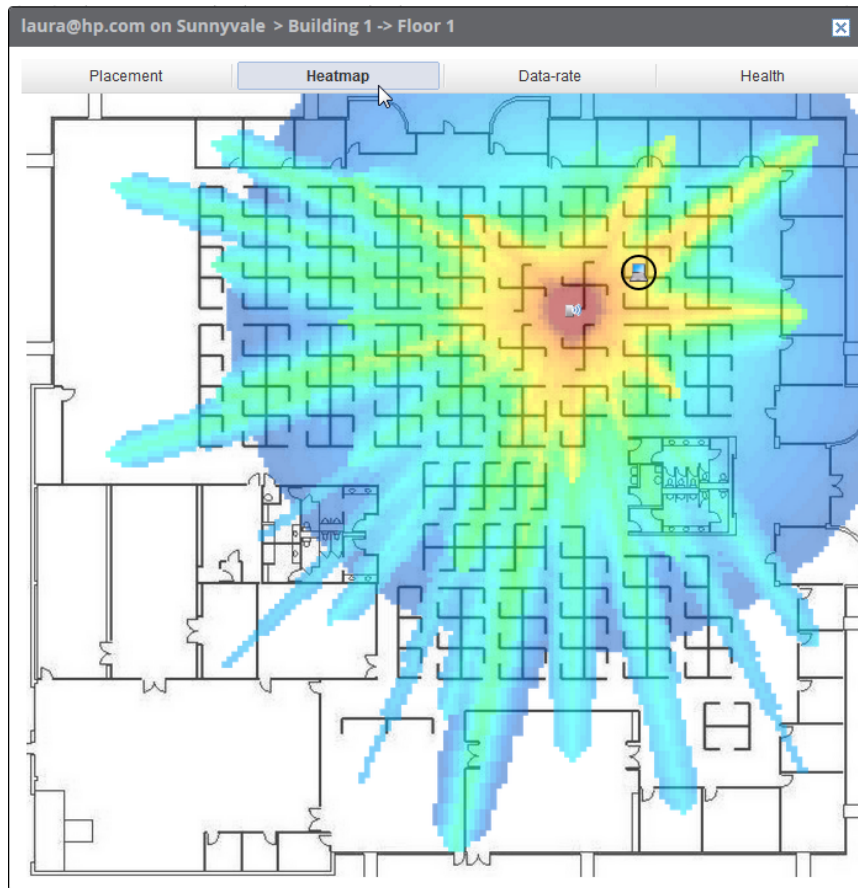 laura@hp.com on Sunnyvale > Building 1 -> Floor 1
Placement
Heatmap
Data-rate
Health